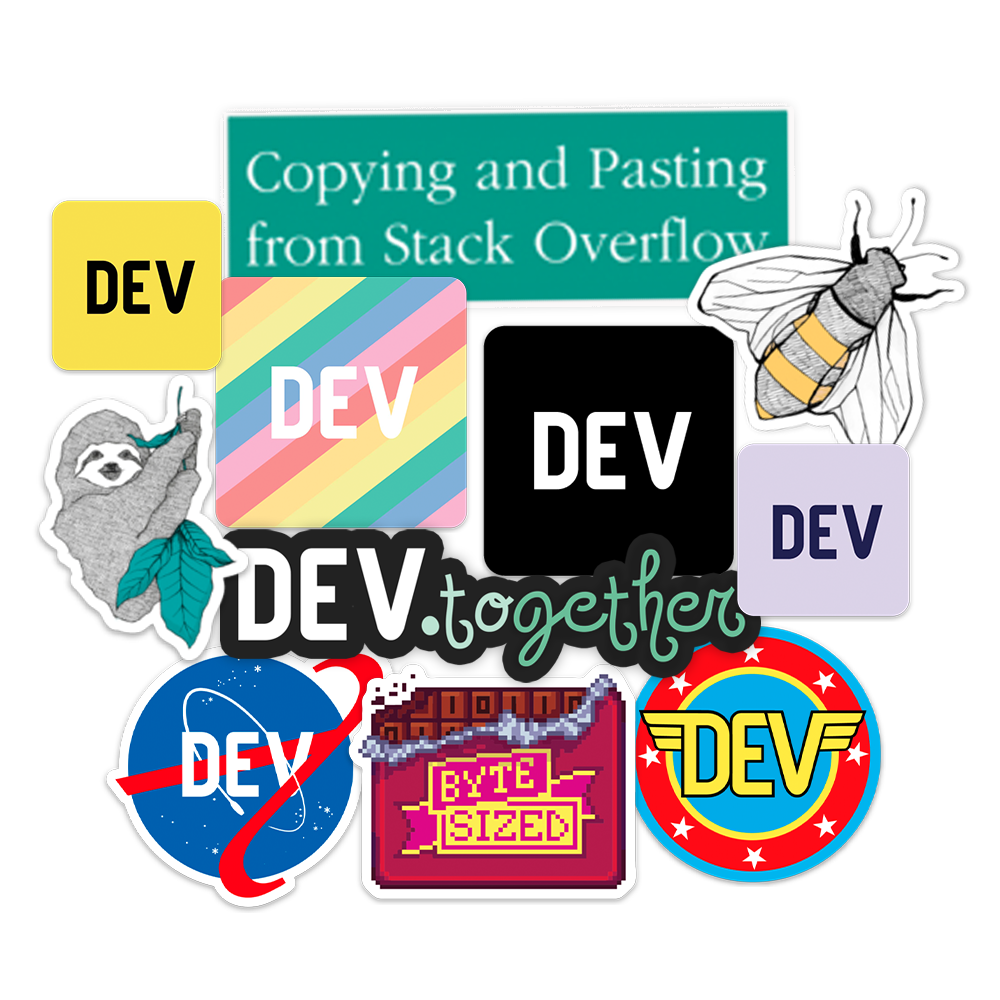 Copying and Pasting
from Stack Overflow
DEV
DEV
DEV
DEV
DEV.together
DEV
BYTE
SIZED
DEV